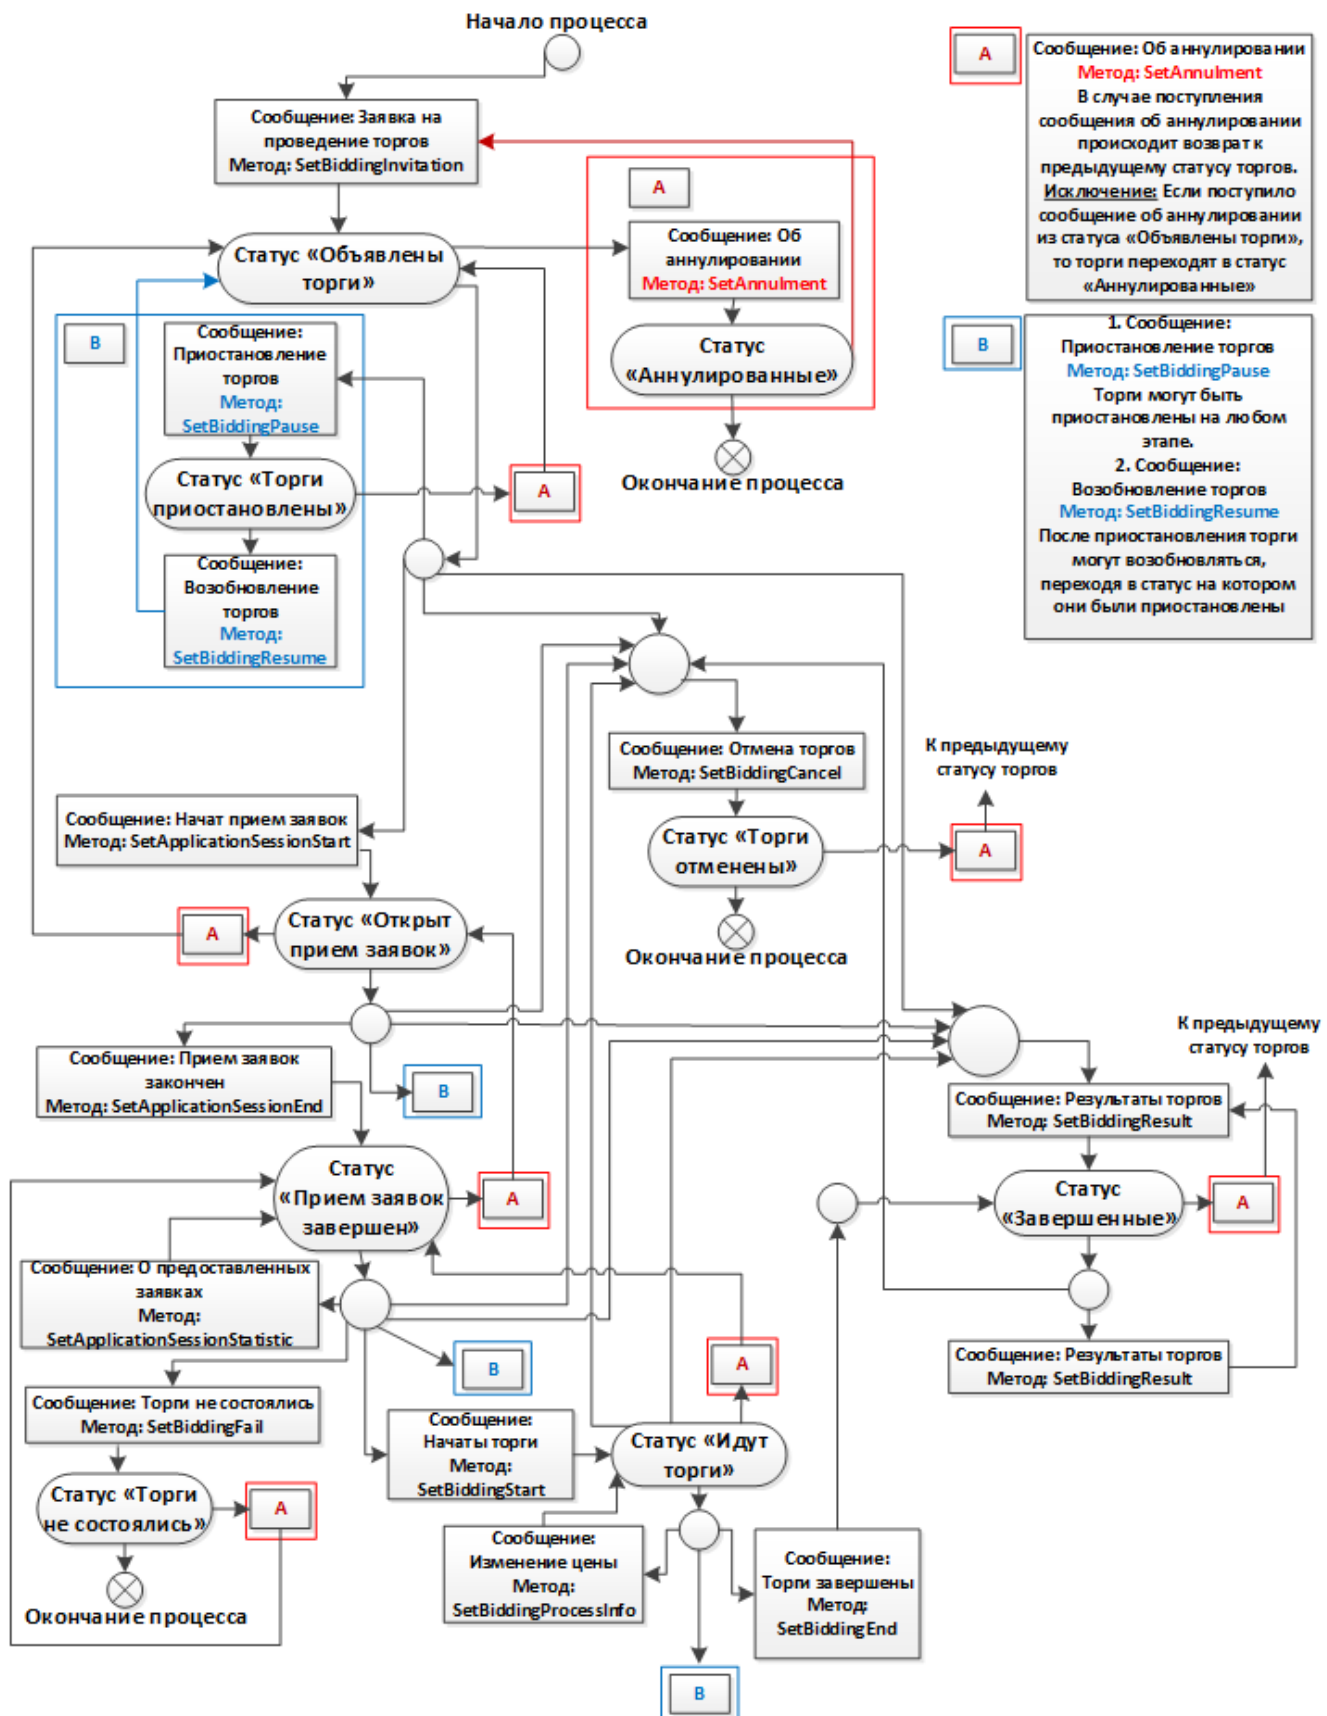 Начало процесса
Сообщение: Заявка на
проведение торгов
Метод: SetBiddingInvitation
A
Сообщение: Об аннулировании
Метод: SetAnnulment
В случае поступления
сообщения об аннулировании
происходит возврат к
предыдущему статусу торгов.
Исключение: Если поступило
сообщение об аннулировании
из статуса «Объявлены торги»,
то торги переходят в статус
«Аннулированные»
Статус «Объявлены
торги»
A
Сообщение: Об
аннулировании
Метод: SetAnnulment
Статус
«Аннулированные»
Окончание процесса
B
1. Сообщение:
Приостановление торгов
Метод: SetBiddingPause
Торги могут быть
приостановлены на любом
этапе.
2. Сообщение:
Возобновление торгов
Метод: SetBiddingResume
После приостановления торги
могут возобновляться,
переходя в статус на котором
они были приостановлены
B
Сообщение:
Приостановление
торгов
Метод:
SetBiddingPause
Статус «Торги
приостановлены»
A
Сообщение:
Возобновление
торгов
Метод:
SetBiddingResume
Сообщение: Отмена торгов
Метод: SetBiddingCancel
К предыдущему
статусу торгов
Статус «Торги
отменены»
A
Окончание процесса
Сообщение: Начат прием заявок
Метод: SetApplicationSessionStart
A
Статус «Открыт
прием заявок»
Сообщение: Прием заявок
закончен
Метод: SetApplicationSessionEnd
B
К предыдущему
статусу торгов
Сообщение: Результаты торгов
Метод: SetBiddingResult
Статус
«Прием заявок
завершен»
A
Статус
«Завершенные»
A
Сообщение: О предоставленных
заявках
Метод:
SetApplicationSessionStatistic
B
A
Сообщение: Результаты торгов
Метод: SetBiddingResult
Сообщение: Торги не состоялись
Метод: SetBiddingFail
Сообщение:
Начаты торги
Метод:
SetBiddingStart
Статус «Идут
торги»
Статус «Торги
не состоялись»
A
Окончание процесса
Сообщение:
Изменение цены
Метод:
SetBiddingProcessInfo
Сообщение:
Торги завершены
Метод:
SetBiddingEnd
B